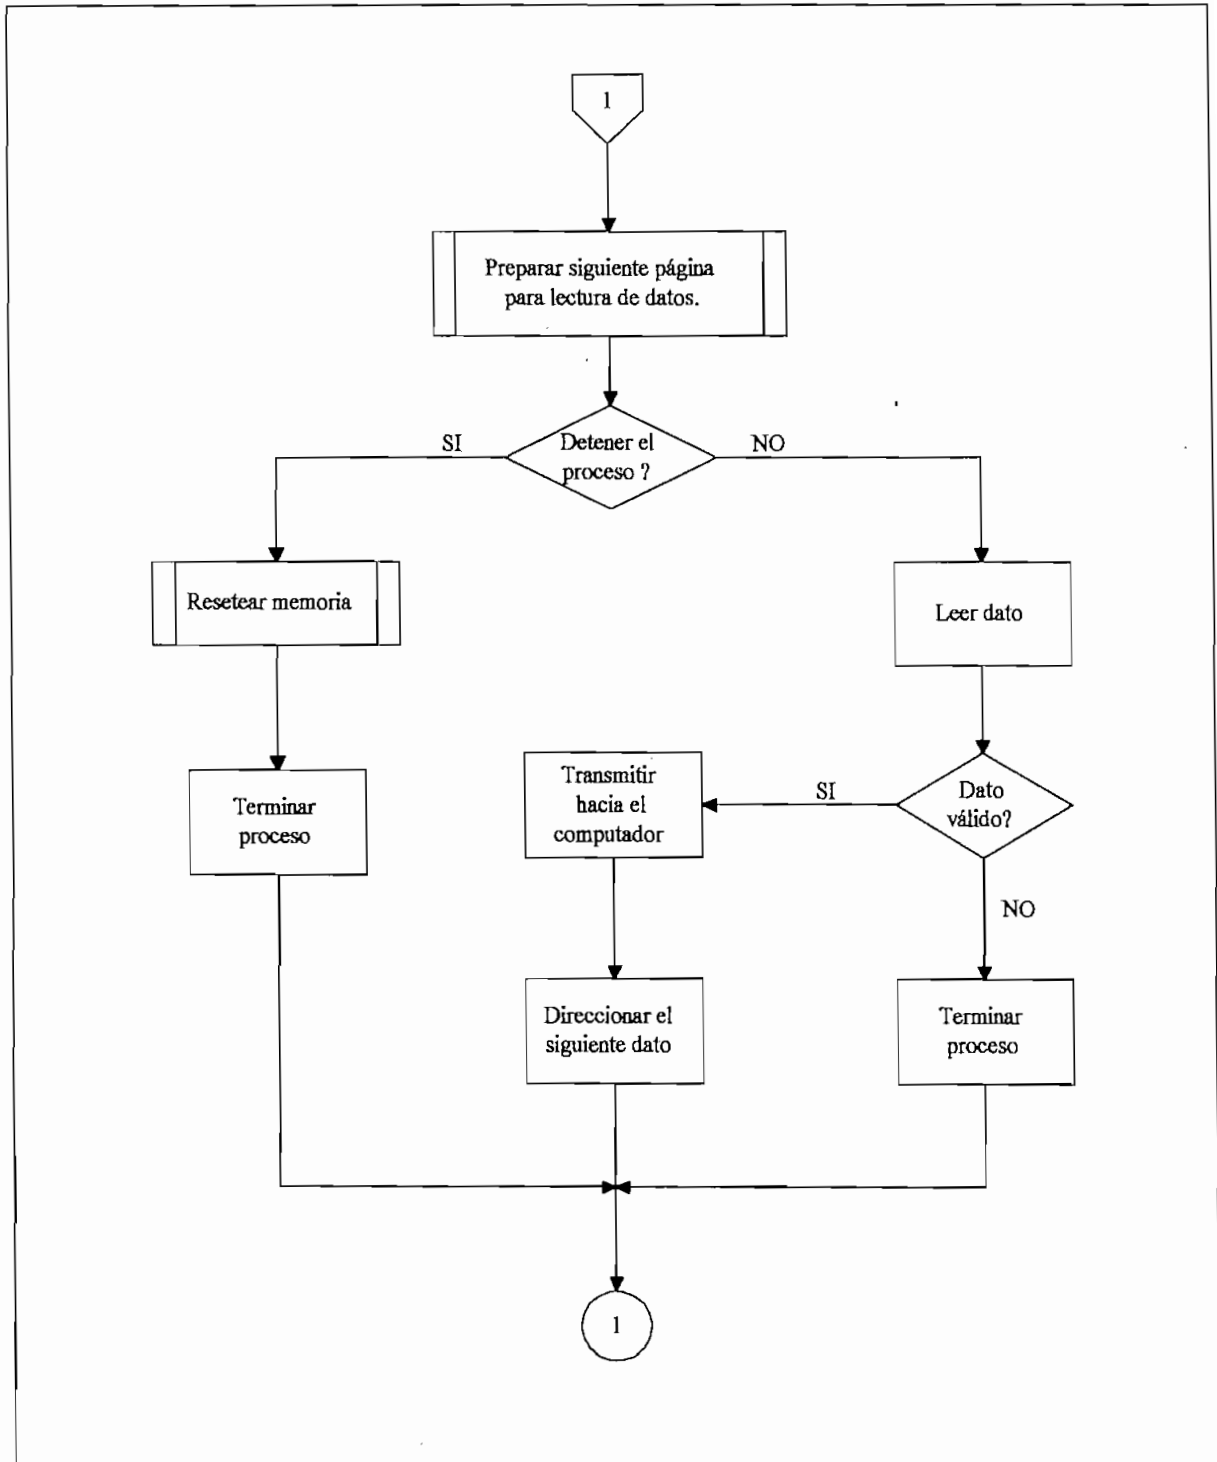 1
Preparar siguiente página
para lectura de datos.
SI
Detener el
proceso ?
NO
Resetear memoria
Leer dato
Terminar
proceso
Transmitir
hacia el
computador
SI
Dato
válido?
NO
Direccionar el
siguiente dato
Terminar
proceso
1